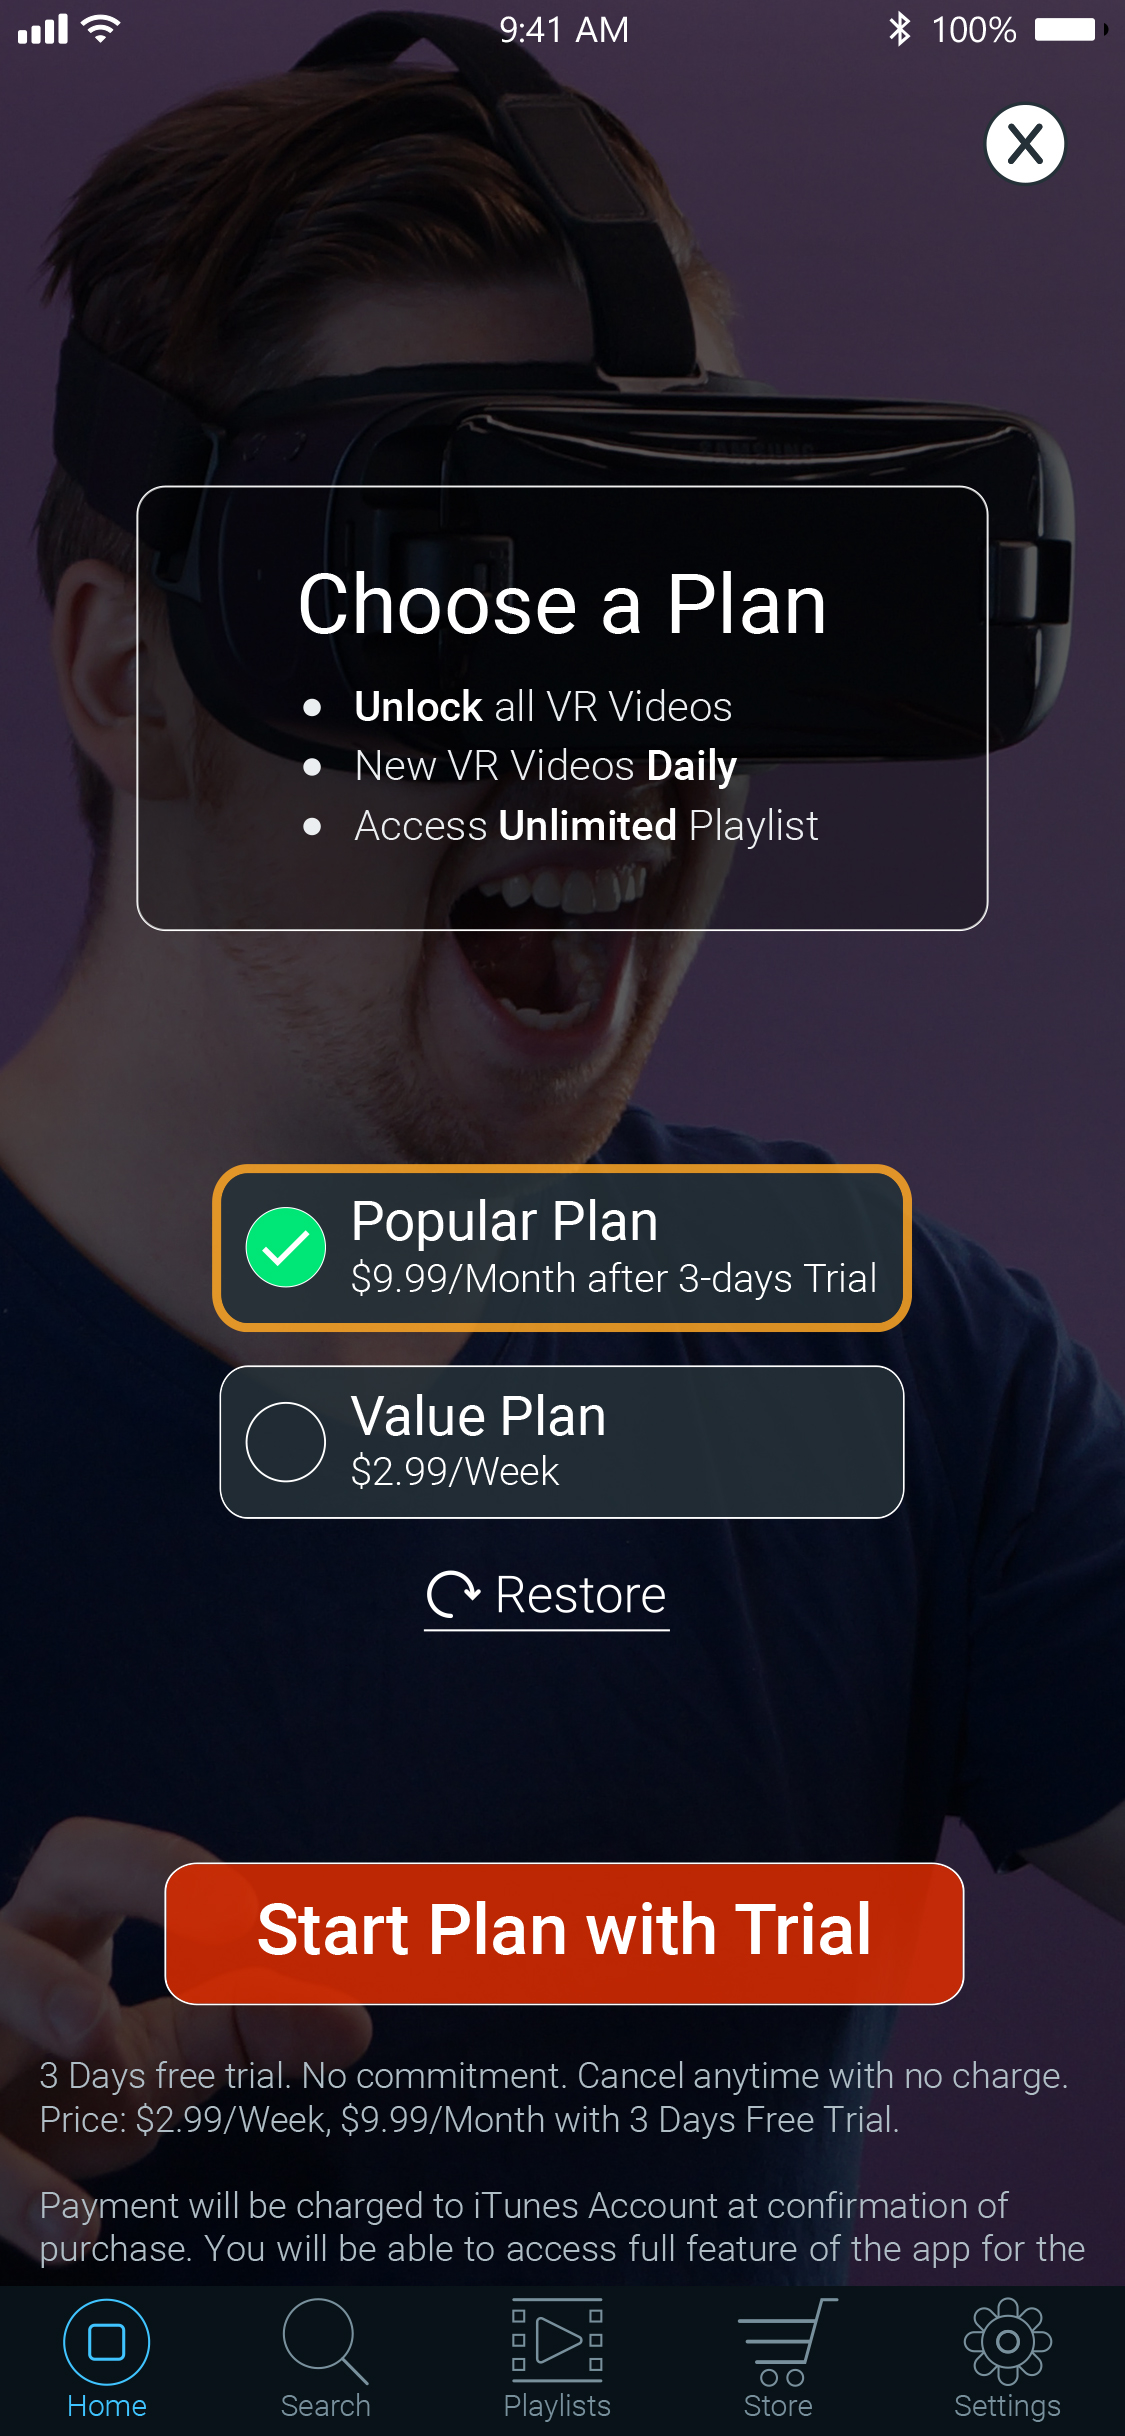 9:41 AM
100%
X
SAMSUNG
Choose a Plan
• Unlock all VR Videos
• New VR Videos Daily
• Access Unlimited Playlist
Popular Plan
$9.99/Month after 3-days Trial
Value Plan
$2.99/Week
Restore
Start Plan with Trial
3 Days free trial. No commitment. Cancel anytime with no charge.
Price: $2.99/Week, $9.99/Month with 3 Days Free Trial.
Payment will be charged to iTunes Account at confirmation of
purchase. You will be able to access full feature of the app for the
Home
Search
Playlists
Store
Settings